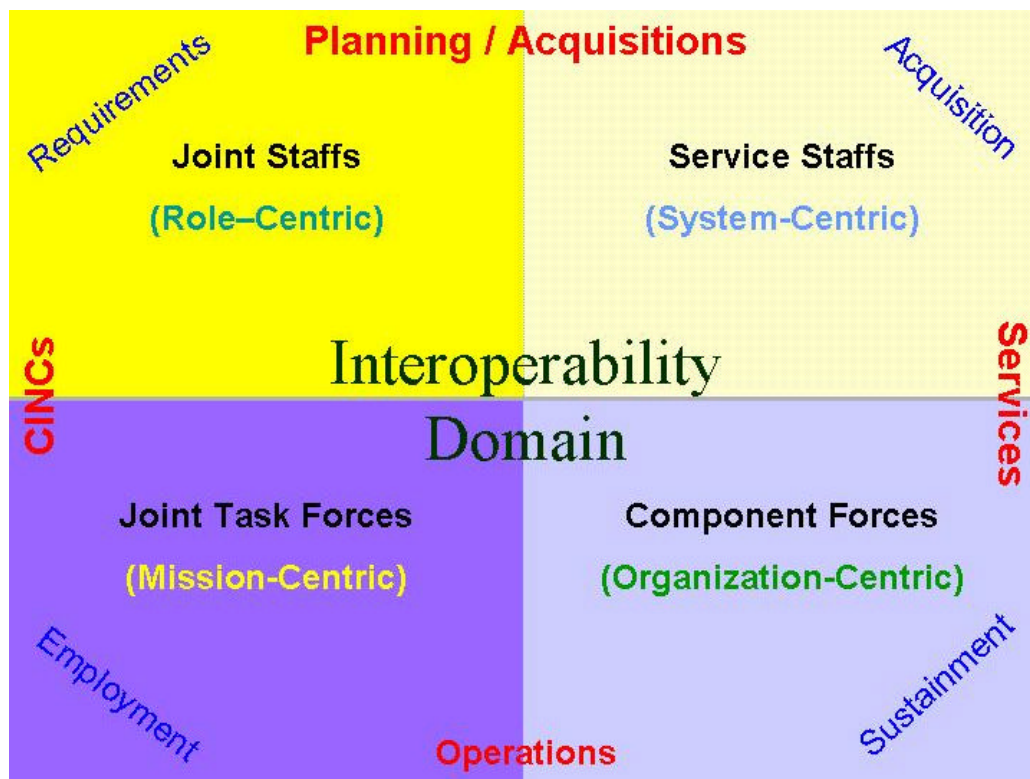 Planning / Acquisitions
Requirements
Acquisition
Joint Staffs
Service Staffs
(Role–Centric)
(System-Centric)
CINCs
Services
Interoperability
Domain
Joint Task Forces
Component Forces
(Mission-Centric)
(Organization-Centric)
Employment
Sustainment
Operations